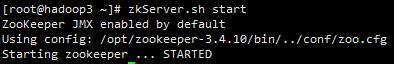 [root@hadoop3 ~]# zkServer.sh start
ZooKeeper JMX enabled by default
Using config: /opt/zookeeper-3.4.10/bin/../conf/zoo.cfg
Starting zookeeper ... STARTED